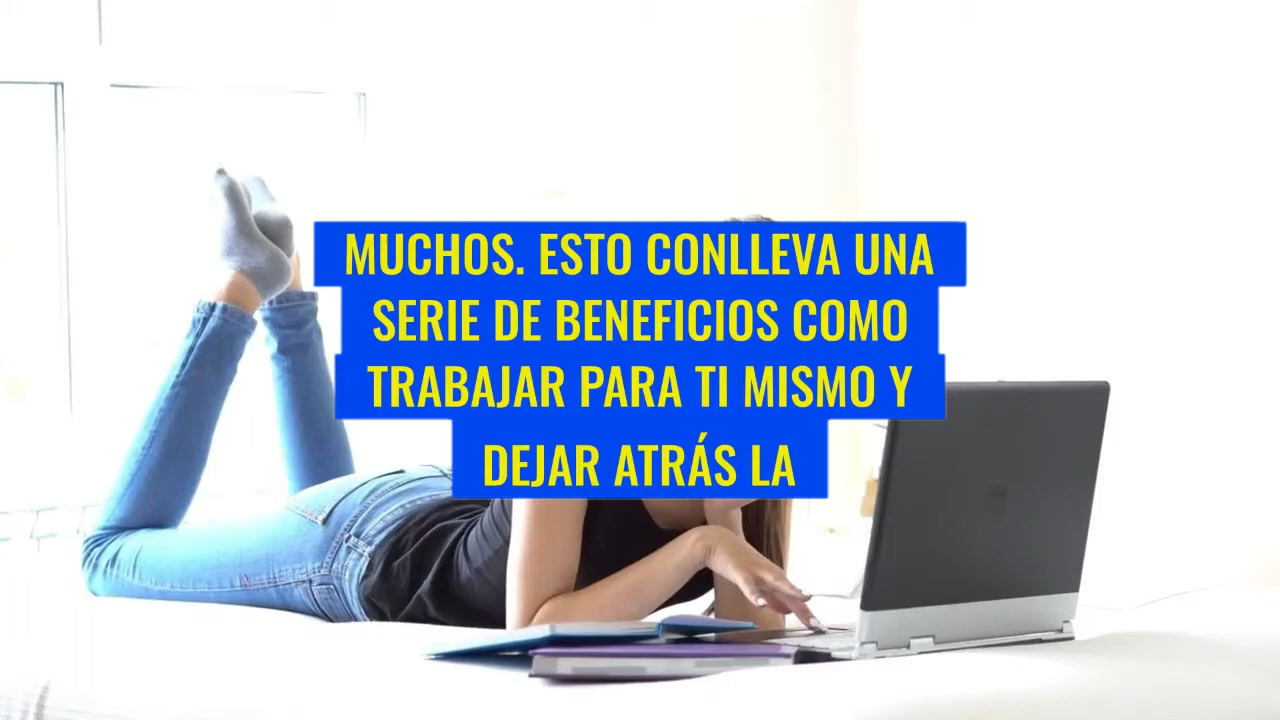 MUCHOS. ESTO CONLLEVA UNA
SERIE DE BENEFICIOS COMO
TRABAJAR PARA TI MISMO Y
DEJAR ATRÁS LA